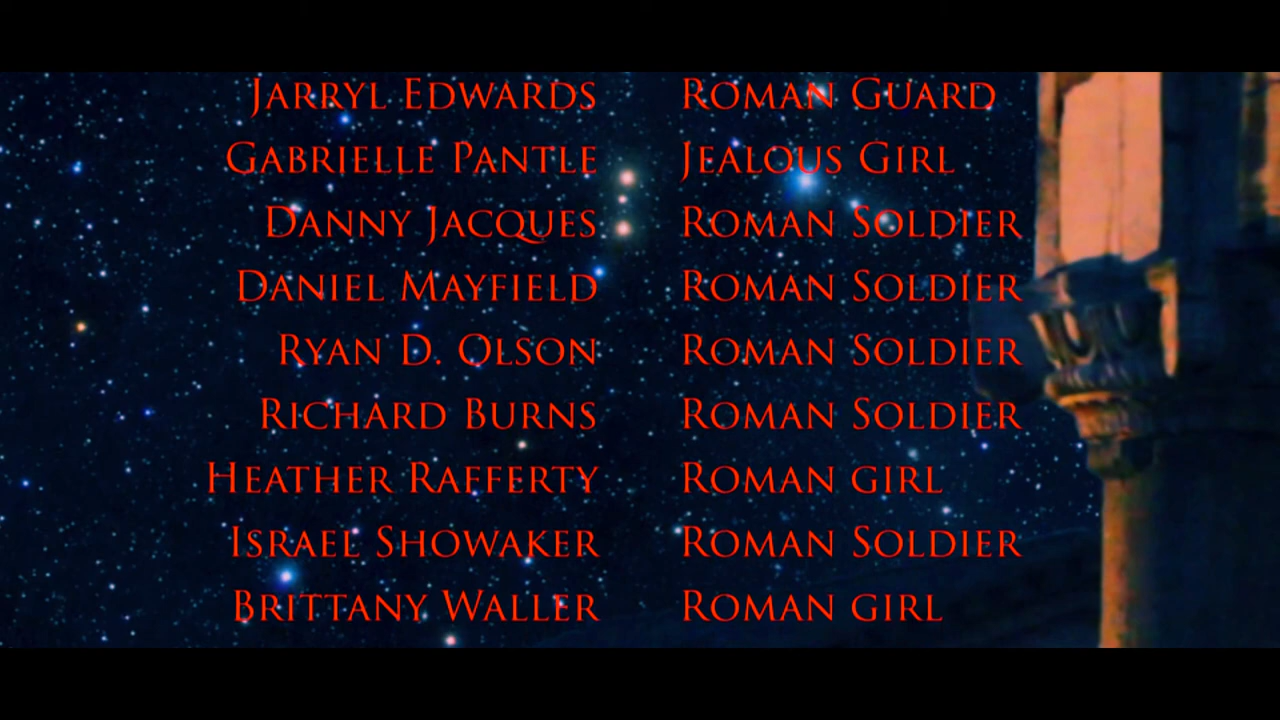 Jarryl Edwards Roman Guard
Gabrielle Pantle Jealous Girl
Danny Jacques Roman Soldier
Daniel Mayfield Roman Soldier
Ryan D. Olson Roman Soldier
Richard Burns Roman Soldier
Heather Rafferty Roman girl
Israel Showaker Roman Soldier
Brittany Waller Roman girl